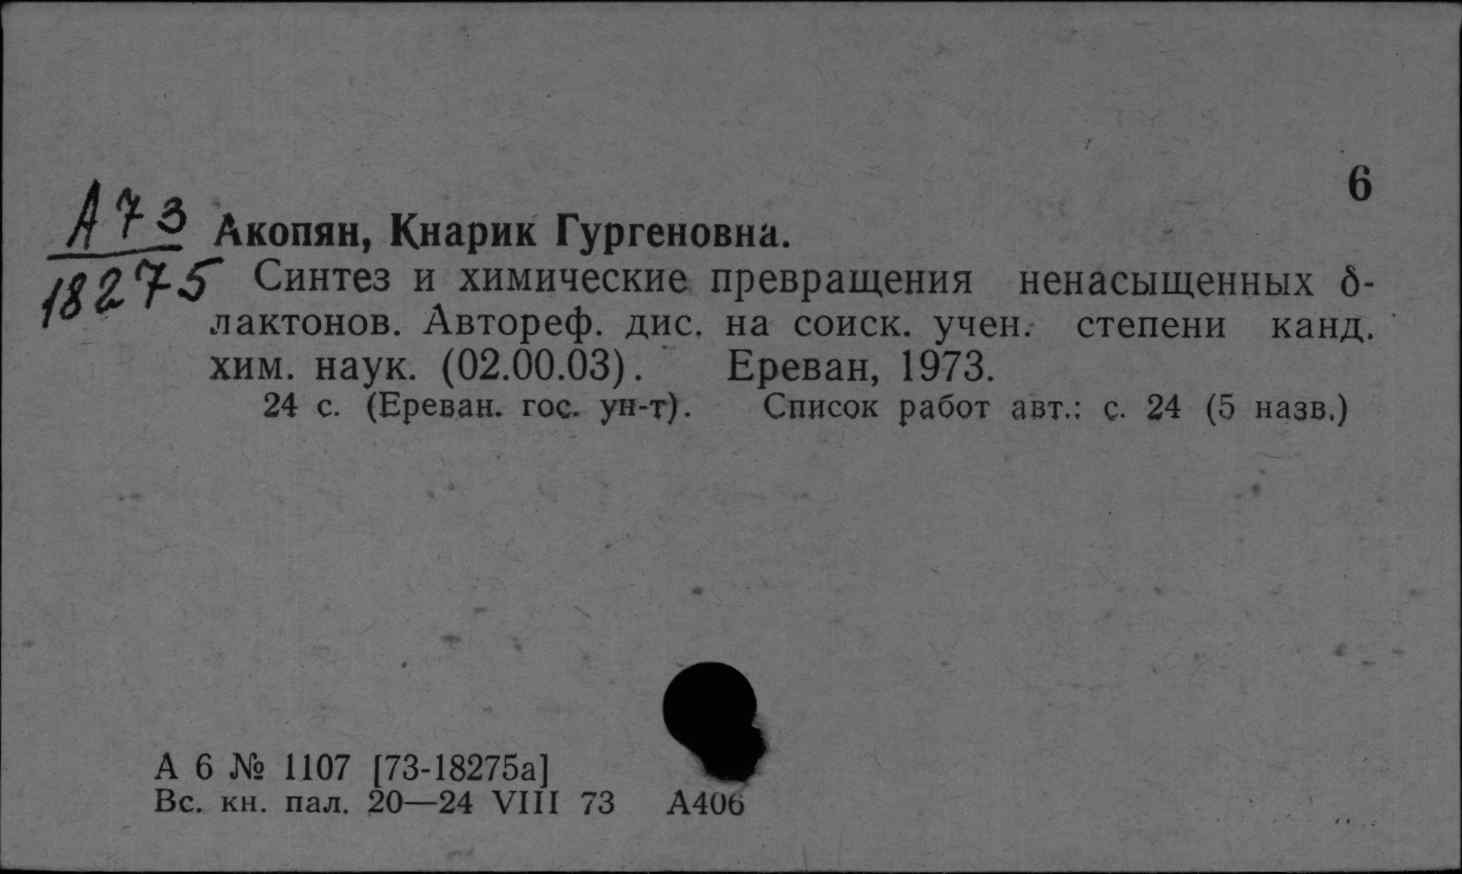 6
А73
Акопян, Кнарик Гургеновна.
18275
Синтез и химические превращения ненасыщенных δ-
лактонов. Автореф. дис. на соиск. учен. степени канд.
хим. наук. (02.00.03). Ереван, 1973.
24 с. (Ереван. гос. ун-т). Список работ авт.: с. 24 (5 назв.)
А 6 № 1107 [73-18275а]
Вс. кн. пал. 20—24 VIII 73 А406